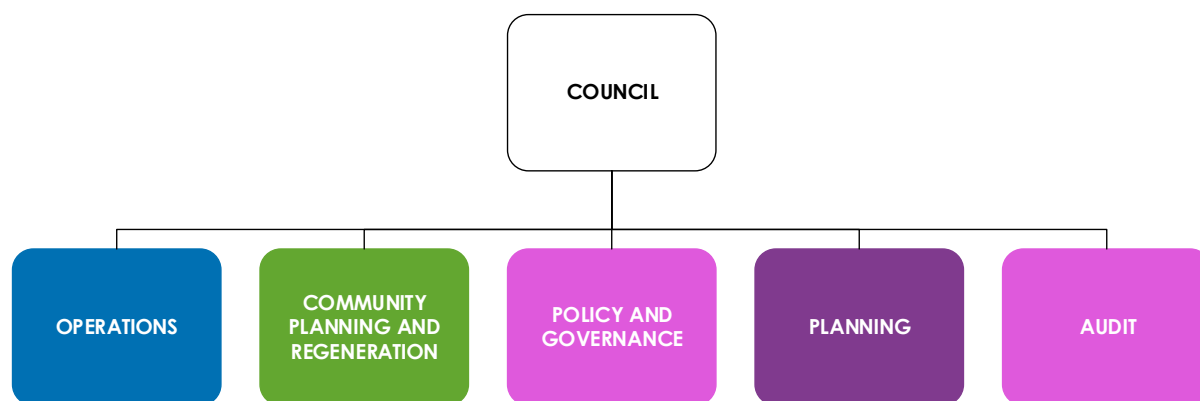 COUNCIL
OPERATIONS
COMMUNITY
PLANNING AND
REGENERATION
POLICY AND
GOVERNANCE
PLANNING
AUDIT